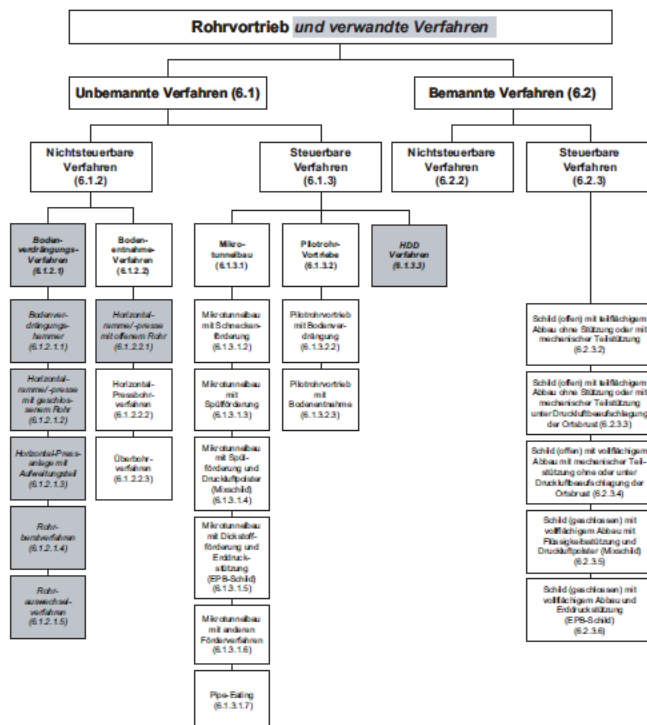 Rohrvortrieb und verwandte Verfahren
Unbemannte Verfahren (6.1)
Bemannte Verfahren (6.2)
Nichtsteuerbare
Verfahren
(6.1.2)
Steuerbare
Verfahren
(6.1.3)
Nichtsteuerbare
Verfahren
(6.2.2)
Steuerbare
Verfahren
(6.2.3)
Boden-
verdrängungs-
Verfahren
(6.1.2.1)
Boden-
entnahme-
Verfahren
(6.1.2.2)
Mikro-
tunnelbau
(6.1.3.1)
Pilotrohr-
Vortriebe
(6.1.3.2)
HDD
Verfahren
(6.1.3.3)
Bodenver-
drängungs-
hammer
(6.1.2.1.1)
Horizontal-
ramme/-presse
mit geschlos-
senem Rohr
(6.1.2.1.2)
Horizontal-Press-
anlage mit
Aufweitungsteil
(6.1.2.1.3)
Rohr-
berstverfahren
(6.1.2.1.4)
Rohr-
auswechsel-
verfahren
(6.1.2.1.5)
Horizontal-
ramme/-presse
mit offenem Rohr
(6.1.2.2.1)
Horizontal-
Pressbohr-
verfahren
(6.1.2.2.2)
Überbohr-
verfahren
(6.1.2.2.3)
Mikrotunnelbau
mit Schnecken-
förderung
(6.1.3.1.2)
Mikrotunnelbau
mit
Spülförderung
(6.1.3.1.3)
Mikrotunnelbau
mit Spül-
förderung und
Druckluftpolster
(Mixschild)
(6.1.3.1.4)
Mikrotunnelbau
mit Dickstoff-
förderung und
Erddruck-
stützung
(EPB-Schild)
(6.1.3.1.5)
Mikrotunnelbau
mit anderen
Förderverfahren
(6.1.3.1.6)
Pipe-Eating
(6.1.3.1.7)
Pilotrohrvortrieb
mit Bodenver-
drängung
(6.1.3.2.2)
Pilotrohrvortrieb
mit
Bodenentnahme
(6.1.3.2.3)
Schild (offen) mit teilflächigem
Abbau ohne Stützung oder mit
mechanischer Teilstützung
(6.2.3.2)
Schild (offen) mit teilflächigem
Abbau ohne Stützung oder mit
mechanischer Teilstützung
unter Druckluftbeaufschlagung
der Ortsbrust (6.2.3.3)
Schild (offen) mit vollflächigem
Abbau mit mechanischer Teil-
stützung ohne oder unter
Druckluftbeaufschlagung der
Ortsbrust (6.2.3.4)
Schild (geschlossen) mit
vollflächigem Abbau mit
Flüssigkeitsstützung und
Druckluftpolster (Mixschild)
(6.2.3.5)
Schild (geschlossen) mit
vollflächigem Abbau und
Erddruckstützung
(EPB-Schild)
(6.2.3.6)